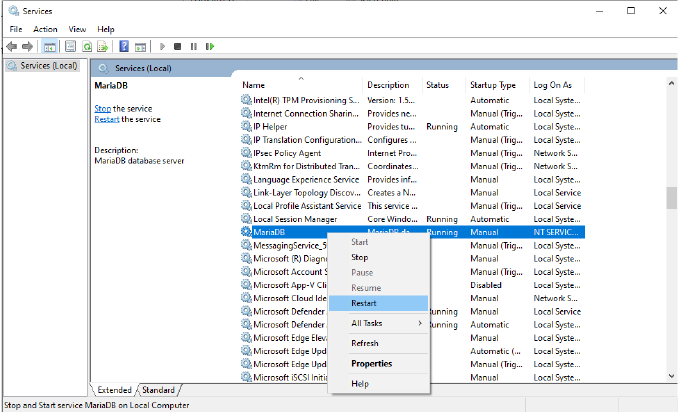 Services
File Action View Help
Services (Local)
Services (Local)
MariaDB
Stop the service
Restart the service
Description:
MariaDB database server
Name Description Status Startup Type Log On As
Intel(R) TPM Provisioning S... Version: 1.5... Automatic Local Syste...
Internet Connection Sharin... Provides ne... Manual (Trig... Local Syste...
IP Helper Provides tu... Running Automatic Local Syste...
IP Translation Configuration... Configures ... Manual (Trig... Local Syste...
IPsec Policy Agent Internet Pro... Manual (Trig... Network S...
KtmRm for Distributed Tran... Coordinates... Manual (Trig... Network S...
Language Experience Service Provides inf... Manual Local Syste...
Link-Layer Topology Discov... Creates a N... Manual Local Service
Local Profile Assistant Service This service ... Manual (Trig... Local Service
Local Session Manager Core Windo... Running Automatic Local Syste...
MariaDB MariaDB da... Running Manual NT SERVIC...
MessagingService_5 Manual (Trig... Local Syste...
Microsoft (R) Diagn Manual Local Syste...
Microsoft Account S Manual (Trig... Local Syste...
Microsoft App-V Cli Disabled Local Syste...
Microsoft Cloud Ide Manual Network S...
Microsoft Defender Running Manual Local Service
Microsoft Defender Running Automatic Local Syste...
Microsoft Edge Eleva Manual Local Syste...
Microsoft Edge Upd Automatic (... Local Syste...
Microsoft Edge Upd Manual (Trig... Local Syste...
Microsoft iSCSI Initia Manual Local Syste...
Start
Stop
Pause
Resume
Restart
All Tasks
Refresh
Properties
Help
Extended Standard
Stop and Start service MariaDB on Local Computer